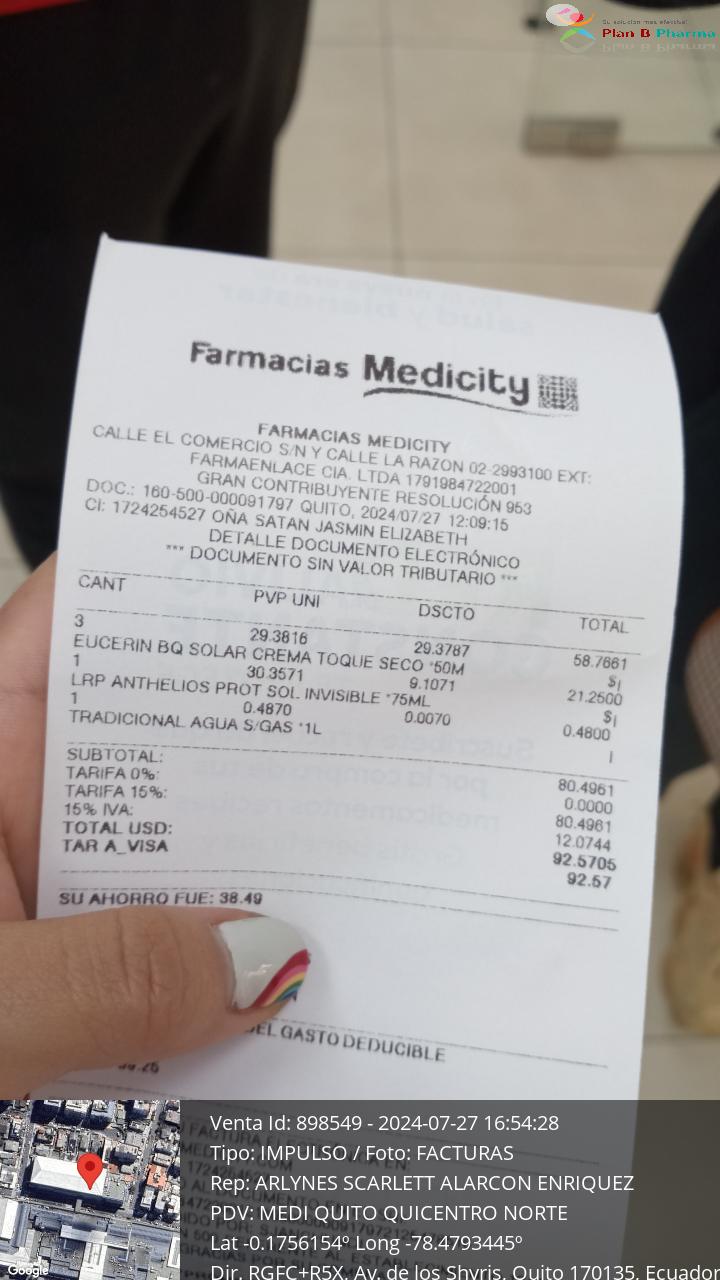 Su solución más efectiva!
Plan B Pharma
Farmacias Medicity
FARMACIAS MEDICITY
CALLE EL COMERCIO S/N Y CALLE LA RAZON 02-2993100 EXT:
FARMAENLACE CIA. LTDA 1791984722001
GRAN CONTRIBUYENTE RESOLUCIÓN 953
DOC.: 160-500-000091797 QUITO, 2024/07/27 12:09:15
CI: 1724254527 OÑA SATAN JASMIN ELIZABETH
DETALLE DOCUMENTO ELECTRÓNICO
*** DOCUMENTO SIN VALOR TRIBUTARIO ***
CANT PVP UNI DSCTO TOTAL
3 29.3816 29.3787 58.7661
EUCERIN BQ SOLAR CREMA TOQUE SECO *50M $|
1 30.3571 9.1071 21.2500
LRP ANTHELIOS PROT SOL INVISIBLE *75ML $|
1 0.4870 0.0070 0.4800
TRADICIONAL AGUA S/GAS *1L |
SUBTOTAL: 80.4961
TARIFA 0%: 0.0000
TARIFA 15%: 80.4961
15% IVA: 12.0744
TOTAL USD: 92.5705
TAR A_VISA 92.57
SU AHORRO FUE: 38.49
DEL GASTO DEDUCIBLE
Venta Id: 898549 - 2024-07-27 16:54:28
Tipo: IMPULSO / Foto: FACTURAS
Rep: ARLYNES SCARLETT ALARCON ENRIQUEZ
PDV: MEDI QUITO QUICENTRO NORTE
Lat -0.1756154º Long -78.4793445º
Dir. RGFC+R5X, Av. de los Shyris, Quito 170135, Ecuador
Google